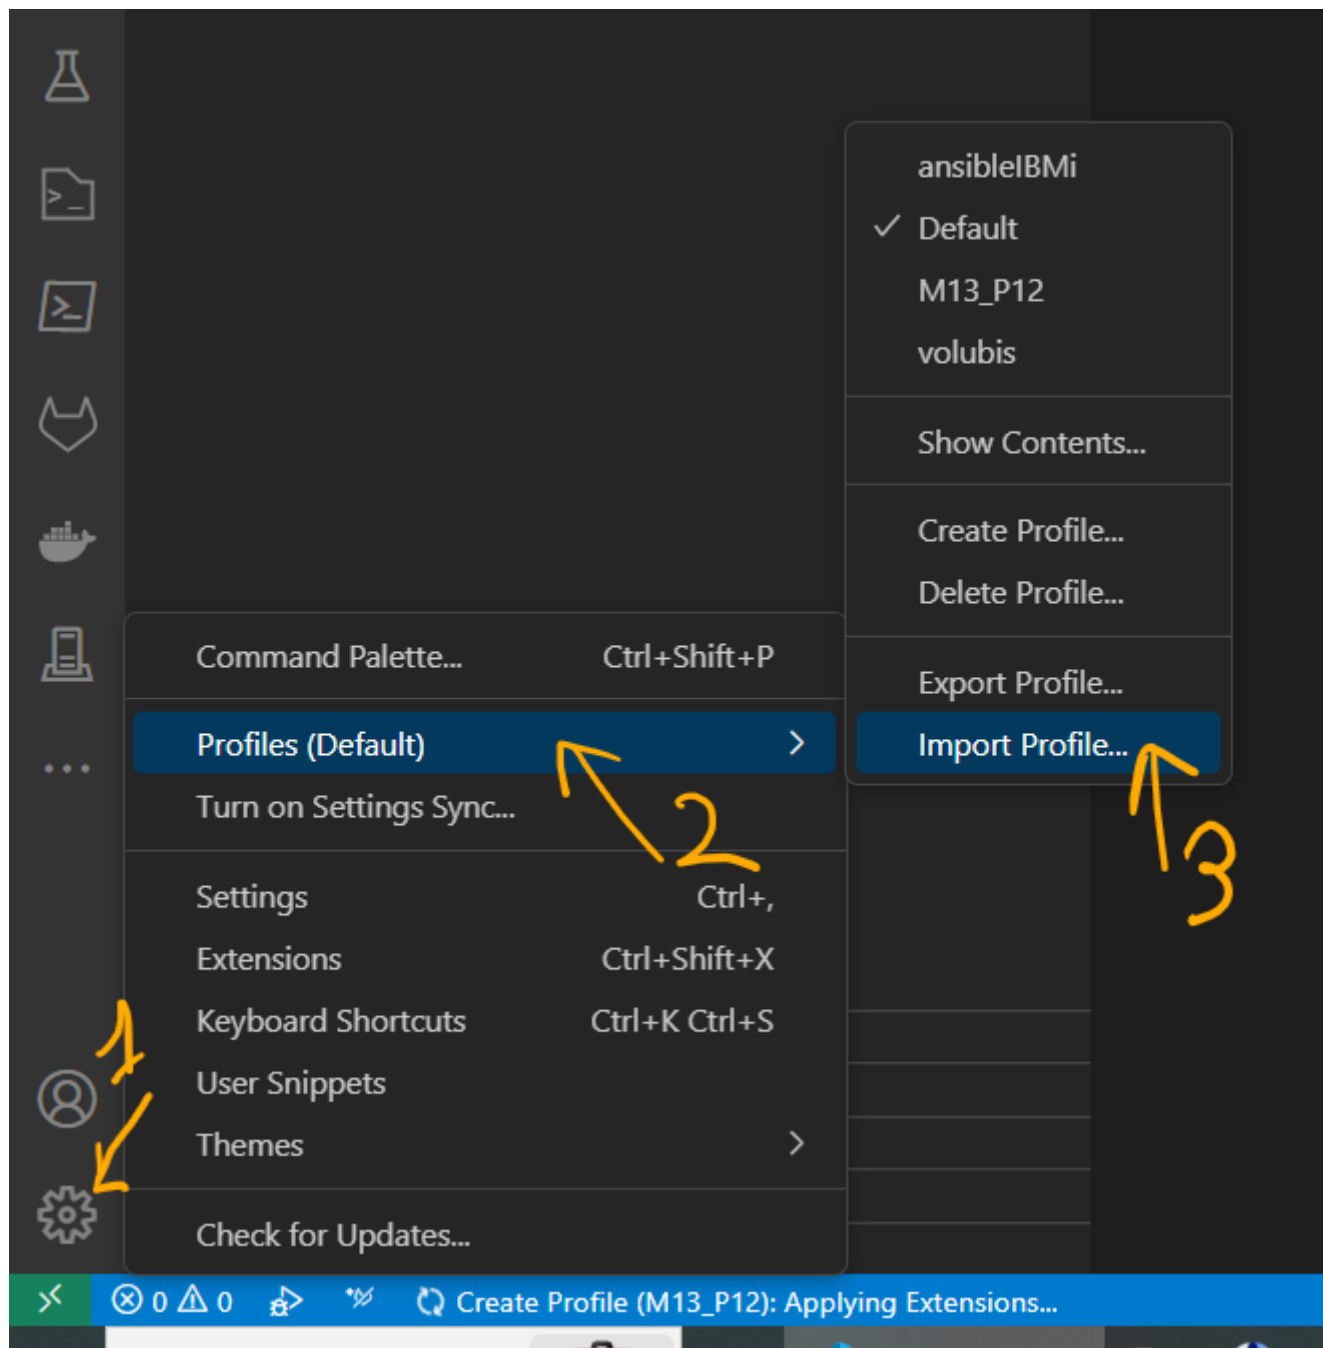 ansibleIBMi
Default
M13_P12
volubis
Show Contents...
Create Profile...
Delete Profile...
Export Profile...
Import Profile...
3
Command Palette... Ctrl+Shift+P
Profiles (Default)
2
Turn on Settings Sync...
Settings Ctrl+,
Extensions Ctrl+Shift+X
Keyboard Shortcuts Ctrl+K Ctrl+S
User Snippets
Themes
Check for Updates...
1
0 0 Create Profile (M13_P12): Applying Extensions...